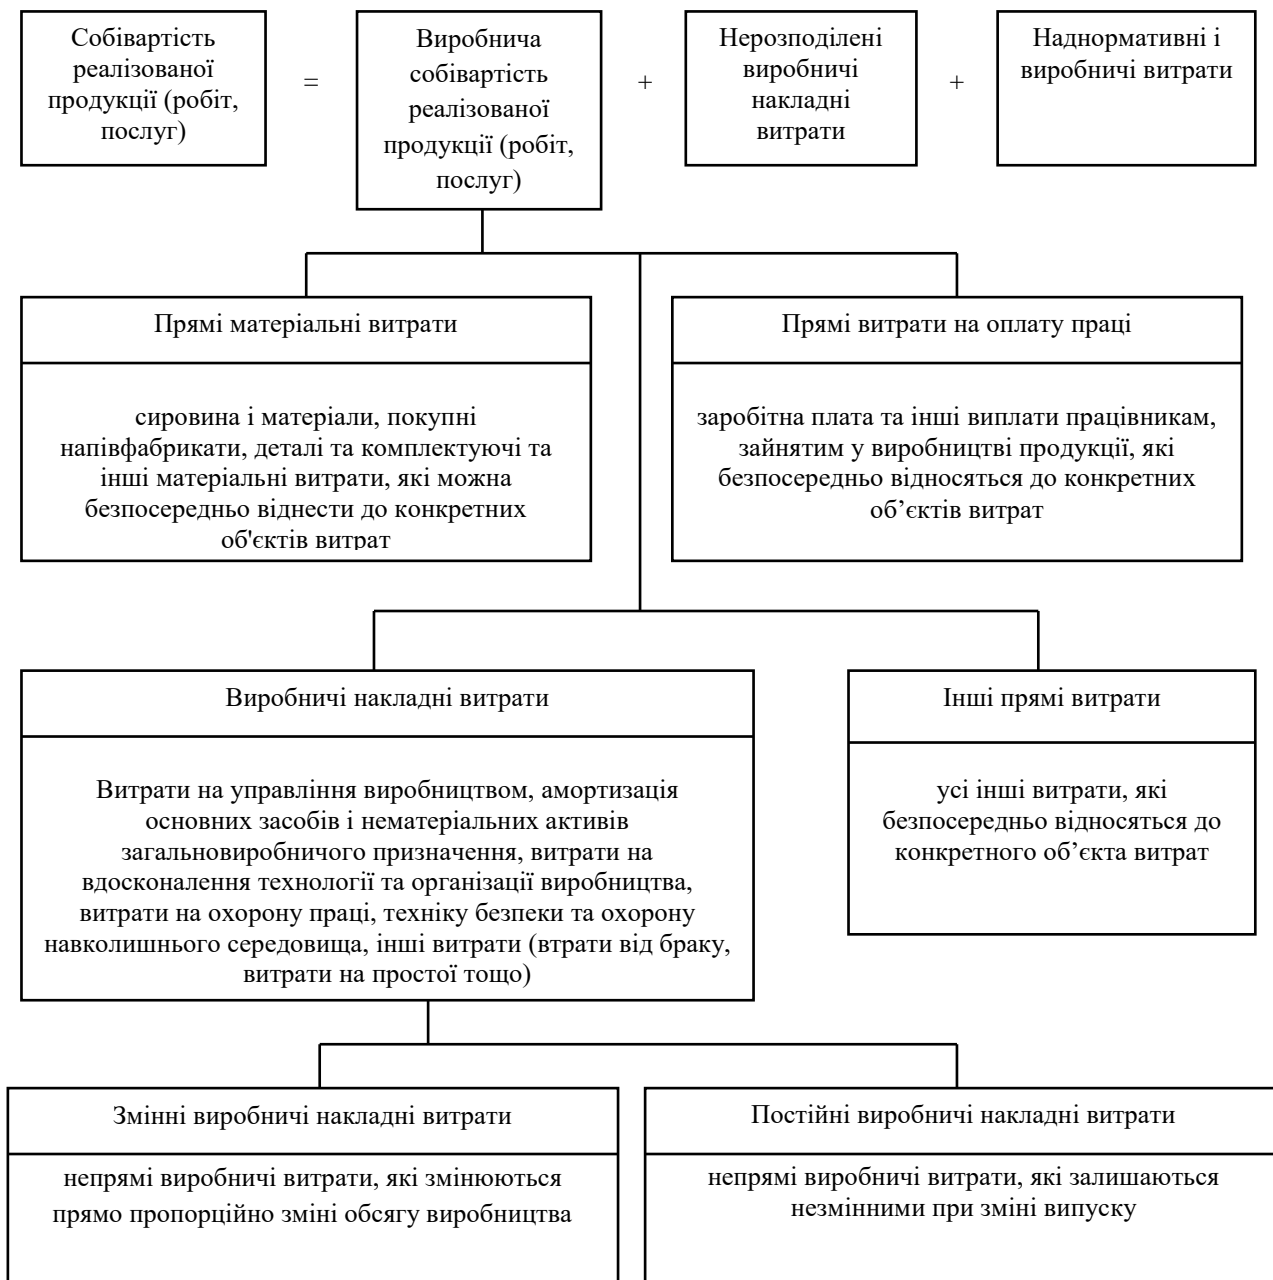 Собівартість
реалізованої
продукції (робіт,
послуг)
=
Виробнича
собівартість
реалізованої
продукції (робіт,
послуг)
+
Нерозподілені
виробничі
накладні
витрати
+
Наднормативні і
виробничі витрати
Прямі матеріальні витрати
сировина і матеріали, покупні
напівфабрикати, деталі та комплектуючі та
інші матеріальні витрати, які можна
безпосередньо віднести до конкретних
об'єктів витрат
Прямі витрати на оплату праці
заробітна плата та інші виплати працівникам,
зайнятим у виробництві продукції, які
безпосередньо відносяться до конкретних
об’єктів витрат
Виробничі накладні витрати
Витрати на управління виробництвом, амортизація
основних засобів і нематеріальних активів
загальновиробничого призначення, витрати на
вдосконалення технології та організації виробництва,
витрати на охорону праці, техніку безпеки та охорону
навколишнього середовища, інші витрати (втрати від браку,
витрати на простої тощо)
Інші прямі витрати
усі інші витрати, які
безпосередньо відносяться до
конкретного об’єкта витрат
Змінні виробничі накладні витрати
непрямі виробничі витрати, які змінюються
прямо пропорційно зміні обсягу виробництва
Постійні виробничі накладні витрати
непрямі виробничі витрати, які залишаються
незмінними при зміні випуску